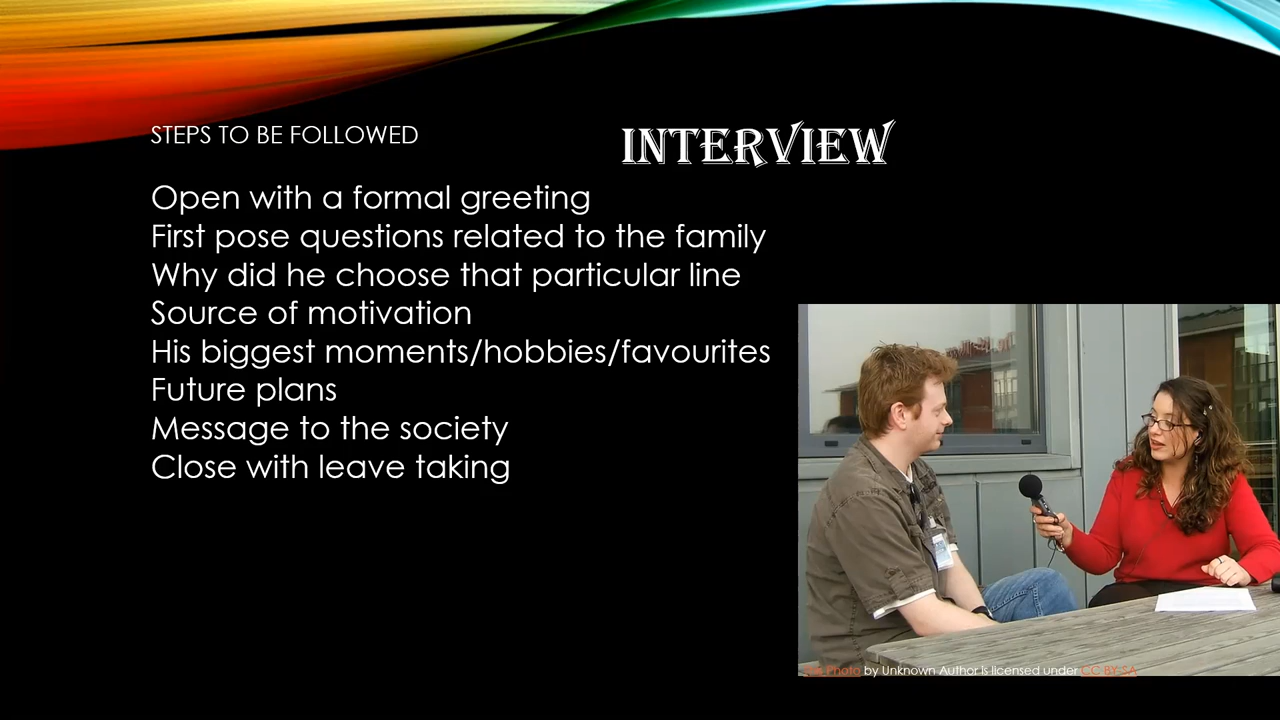 STEPS TO BE FOLLOWED
INTERVIEW
Open with a formal greeting
First pose questions related to the family
Why did he choose that particular line
Source of motivation
His biggest moments/hobbies/favourites
Future plans
Message to the society
Close with leave taking
This Photo by Unknown Author is licensed under CC BY-SA